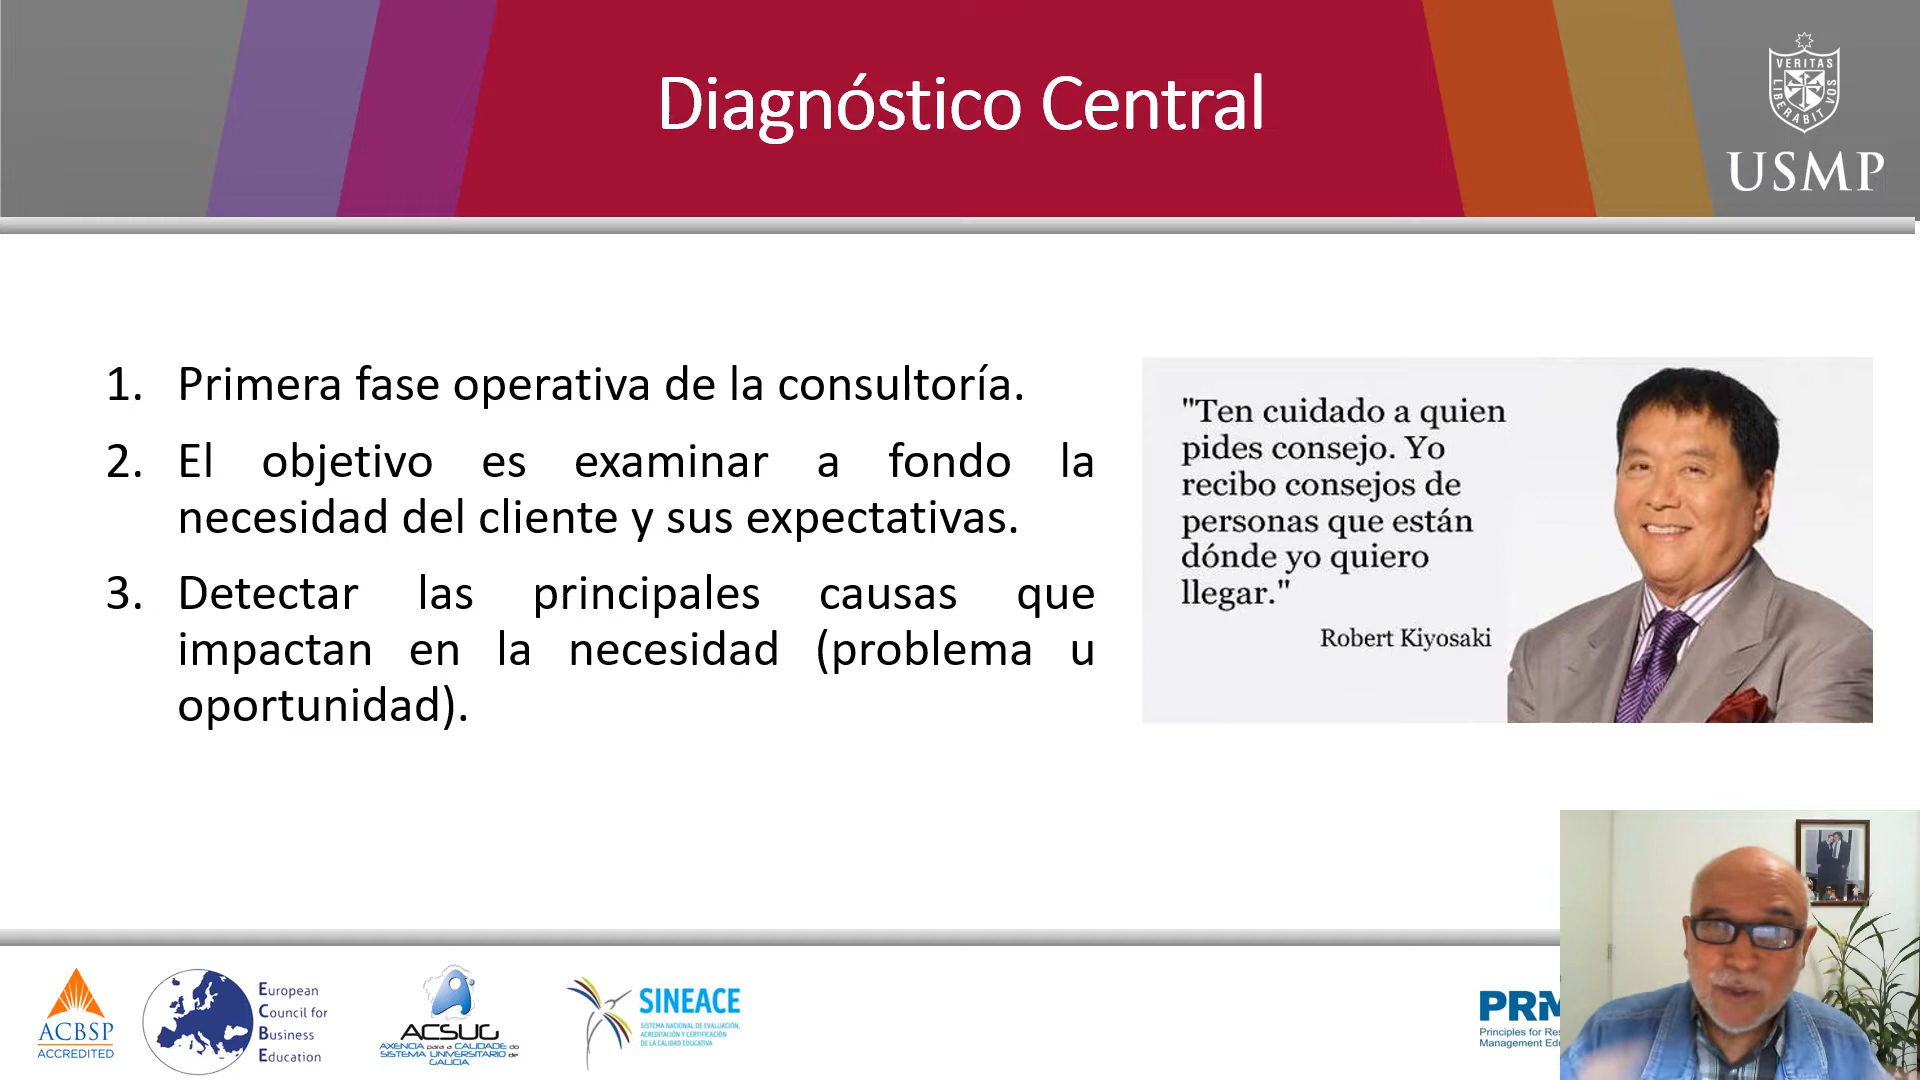 Diagnóstico Central
VERITAS
LIBERABIT VOS
USMP
1. Primera fase operativa de la consultoría.
2. El objetivo es examinar a fondo la
necesidad del cliente y sus expectativas.
3. Detectar las principales causas que
impactan en la necesidad (problema u
oportunidad).
"Ten cuidado a quien
pides consejo. Yo
recibo consejos de
personas que están
dónde yo quiero
llegar."
Robert Kiyosaki
ACBSP
ACCREDITED
European
Council for
Business
Education
ACSUG
AXENCIA para a CALIDADE do
SISTEMA UNIVERSITARIO de
GALICIA
SINEACE
SISTEMA NACIONAL DE EVALUACIÓN,
ACREDITACIÓN Y CERTIFICACIÓN
DE LA CALIDAD EDUCATIVA
PRM
Principles for Res
Management Edu